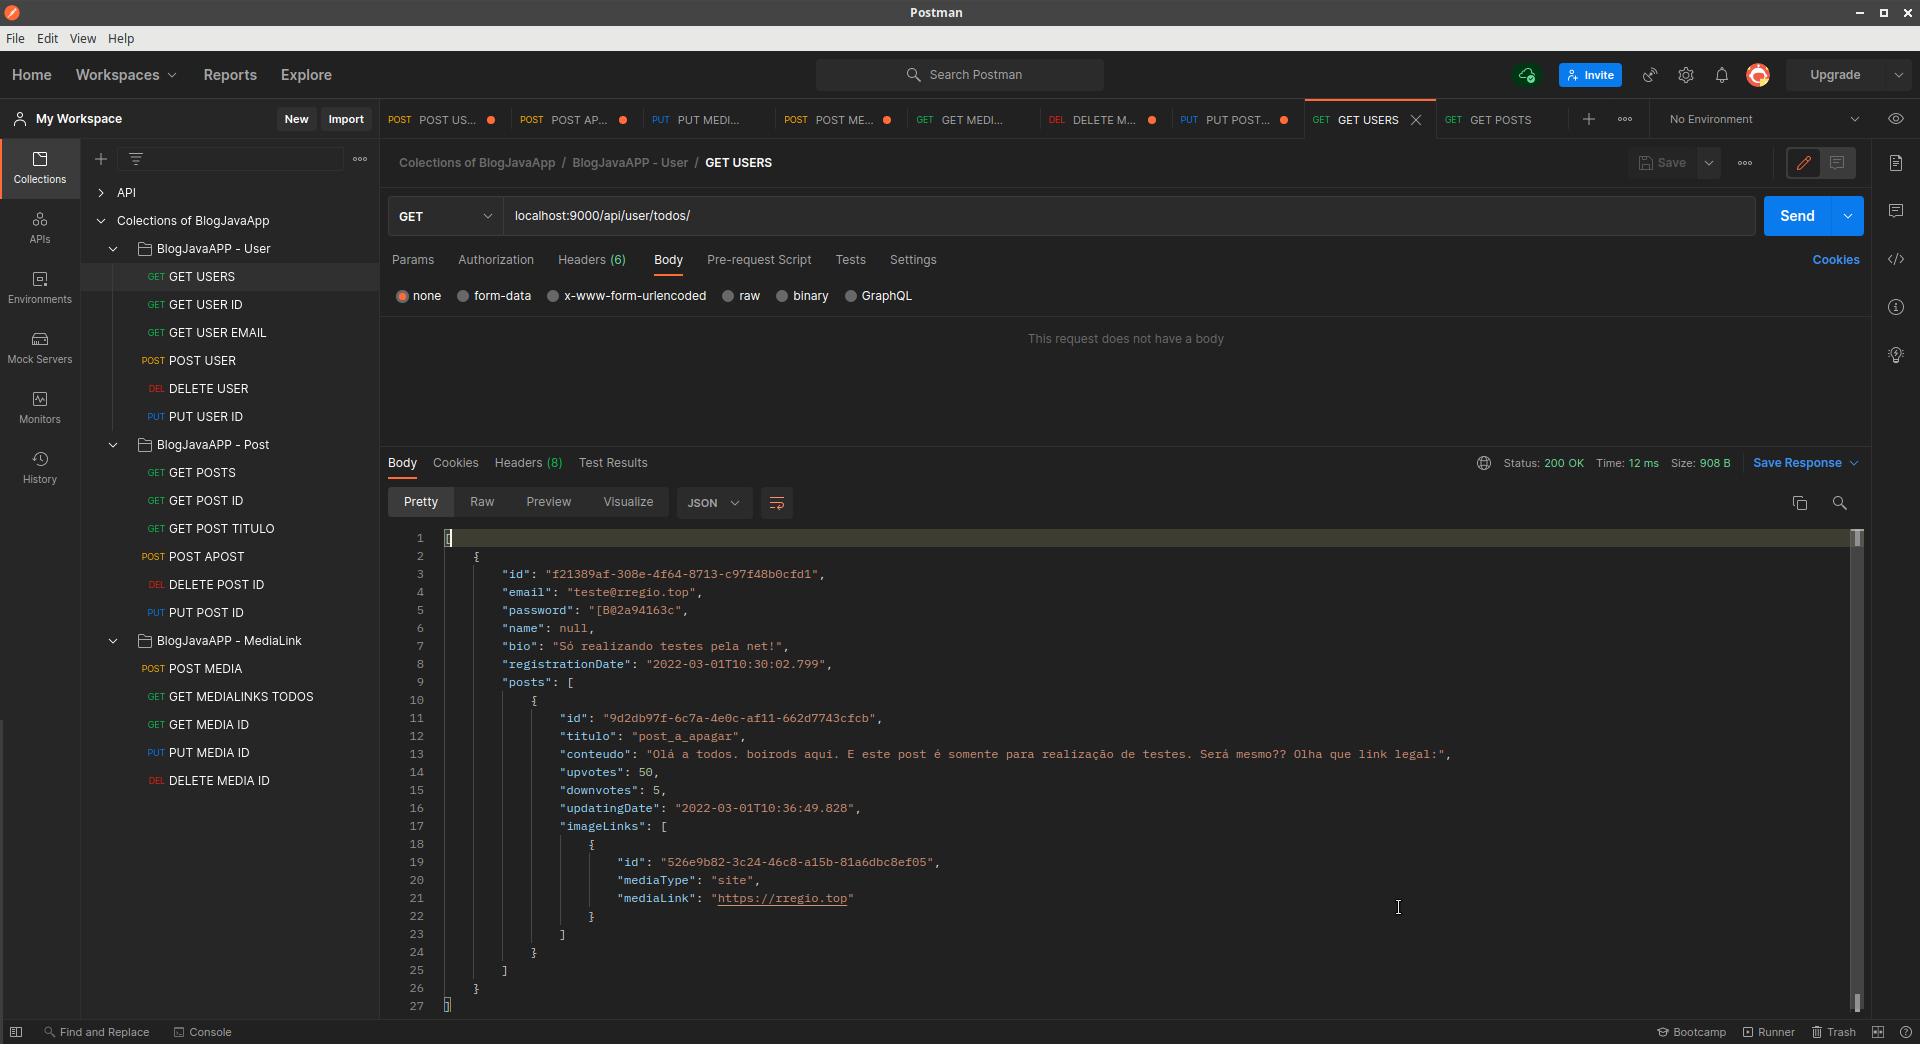 Postman
File Edit View Help
Home Workspaces Reports Explore Search Postman Invite Upgrade
My Workspace New Import
POST POST US... POST POST AP... PUT PUT MEDI... POST POST ME... GET GET MEDI... DEL DELETE M... PUT PUT POST... GET GET USERS GET GET POSTS No Environment
Collections
APIs
Environments
Mock Servers
Monitors
History
API
Colections of BlogJavaApp
BlogJavaAPP - User
GET GET USERS
GET GET USER ID
GET GET USER EMAIL
POST POST USER
DEL DELETE USER
PUT PUT USER ID
BlogJavaAPP - Post
GET GET POSTS
GET GET POST ID
GET GET POST TITULO
POST POST APOST
DEL DELETE POST ID
PUT PUT POST ID
BlogJavaAPP - MediaLink
POST POST MEDIA
GET GET MEDIALINKS TODOS
GET GET MEDIA ID
PUT PUT MEDIA ID
DEL DELETE MEDIA ID
Colections of BlogJavaApp / BlogJavaAPP - User / GET USERS Save
GET localhost:9000/api/user/todos/ Send
Params Authorization Headers (6) Body Pre-request Script Tests Settings Cookies
none form-data x-www-form-urlencoded raw binary GraphQL
This request does not have a body
Body Cookies Headers (8) Test Results Status: 200 OK Time: 12 ms Size: 908 B Save Response
Pretty Raw Preview Visualize JSON
1 [
2 {
3 "id": "f21389af-308e-4f64-8713-c97f48b0cfd1",
4 "email": "teste@rregio.top",
5 "password": "[B@2a94163c",
6 "name": null,
7 "bio": "Só realizando testes pela net!",
8 "registrationDate": "2022-03-01T10:30:02.799",
9 "posts": [
10 {
11 "id": "9d2db97f-6c7a-4e0c-af11-662d7743cfcb",
12 "titulo": "post_a_apagar",
13 "conteudo": "Olá a todos. boirods aqui. E este post é somente para realização de testes. Será mesmo?? Olha que link legal:",
14 "upvotes": 50,
15 "downvotes": 5,
16 "updatingDate": "2022-03-01T10:36:49.828",
17 "imageLinks": [
18 {
19 "id": "526e9b82-3c24-46c8-a15b-81a6dbc8ef05",
20 "mediaType": "site",
21 "mediaLink": "https://rregio.top"
22 }
23 ]
24 }
25 ]
26 }
27 ]
Find and Replace Console Bootcamp Runner Trash